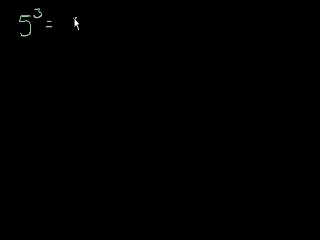 5³ =